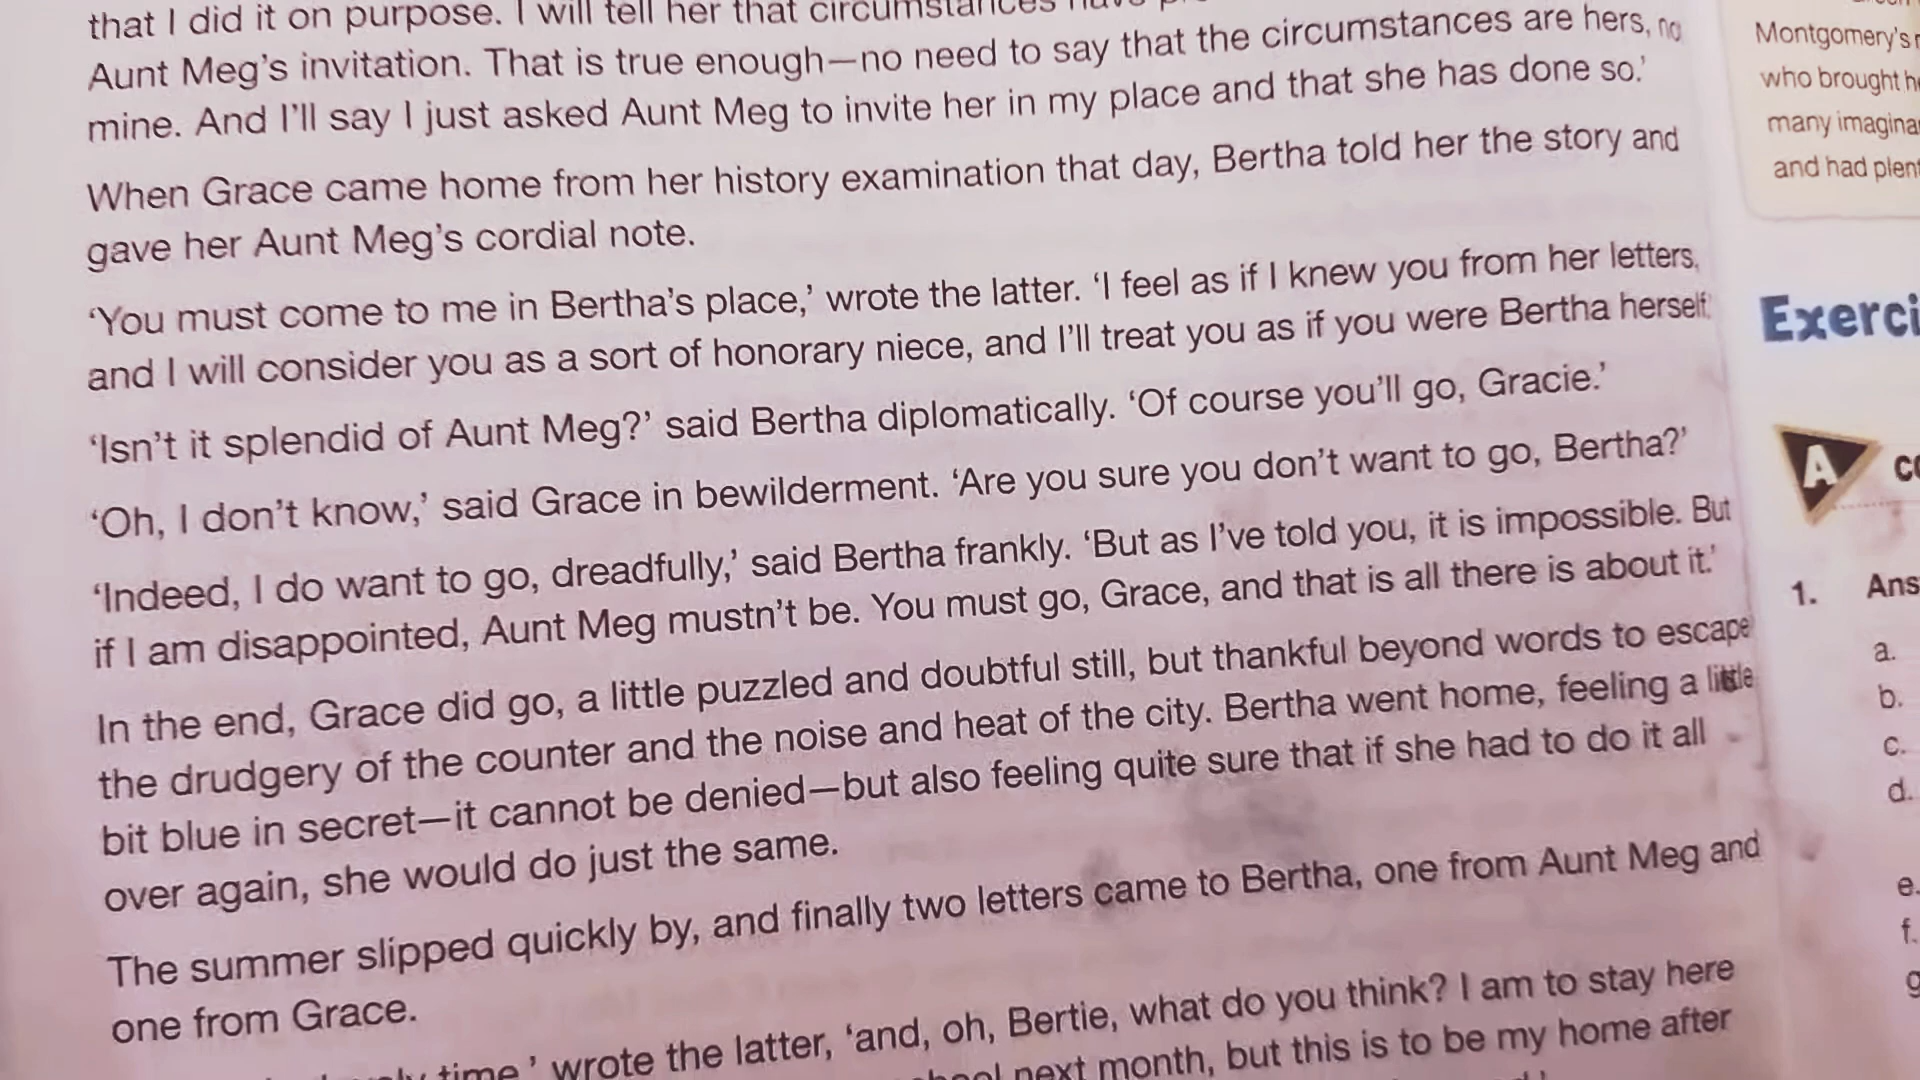 that I did it on purpose. I will tell her that circumstances
Aunt Meg's invitation. That is true enough—no need to say that the circumstances are hers, no
mine. And I'll say I just asked Aunt Meg to invite her in my place and that she has done so.'
When Grace came home from her history examination that day, Bertha told her the story and
gave her Aunt Meg's cordial note.
'You must come to me in Bertha's place,' wrote the latter. 'I feel as if I knew you from her letters,
and I will consider you as a sort of honorary niece, and I'll treat you as if you were Bertha herself.
'Isn't it splendid of Aunt Meg?' said Bertha diplomatically. 'Of course you'll go, Gracie.'
'Oh, I don't know,' said Grace in bewilderment. 'Are you sure you don't want to go, Bertha?'
'Indeed, I do want to go, dreadfully,' said Bertha frankly. 'But as I've told you, it is impossible. But
if I am disappointed, Aunt Meg mustn't be. You must go, Grace, and that is all there is about it.'
In the end, Grace did go, a little puzzled and doubtful still, but thankful beyond words to escape
the drudgery of the counter and the noise and heat of the city. Bertha went home, feeling a little
bit blue in secret—it cannot be denied—but also feeling quite sure that if she had to do it all
over again, she would do just the same.
The summer slipped quickly by, and finally two letters came to Bertha, one from Aunt Meg and
one from Grace.
time,' wrote the latter, 'and, oh, Bertie, what do you think? I am to stay here
next month, but this is to be my home after
Montgomery's
who brought
many
and had
Exerci
A
1. Ans
a.
b.
c.
d.
e.
f.
g